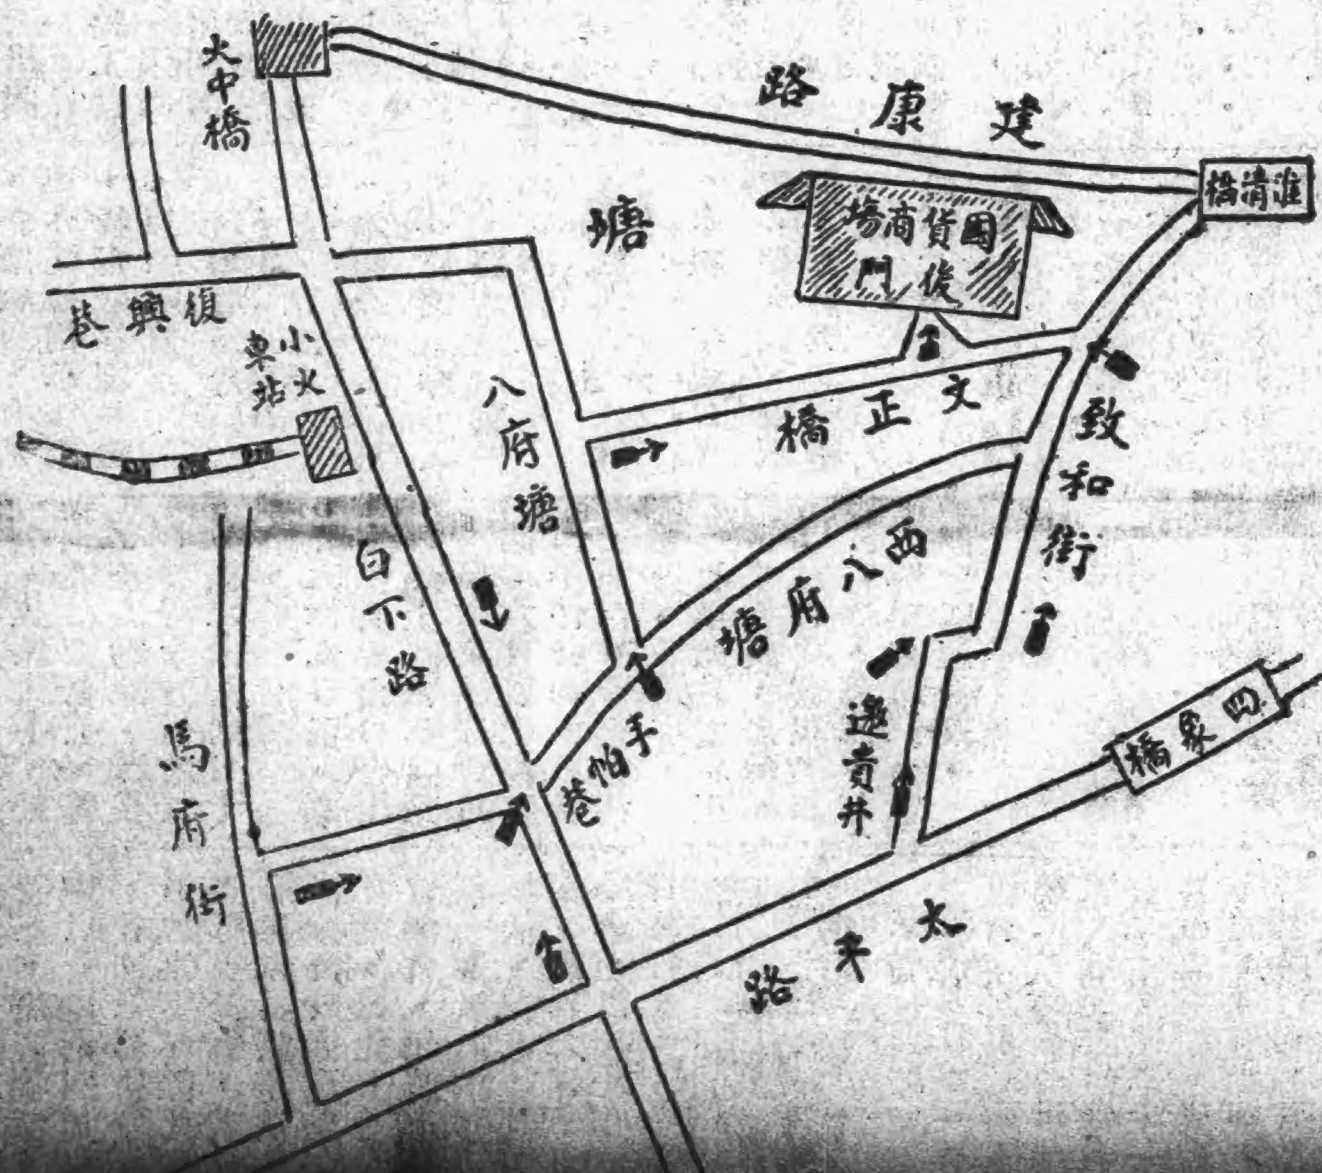 大中橋
建康路
淮清橋
塘
國貨商場
後門
復興巷
小火車站
八府塘
文正橋
致和街
白下路
西八府塘
馬府街
手帕巷
邀貴井
四象橋
太平路